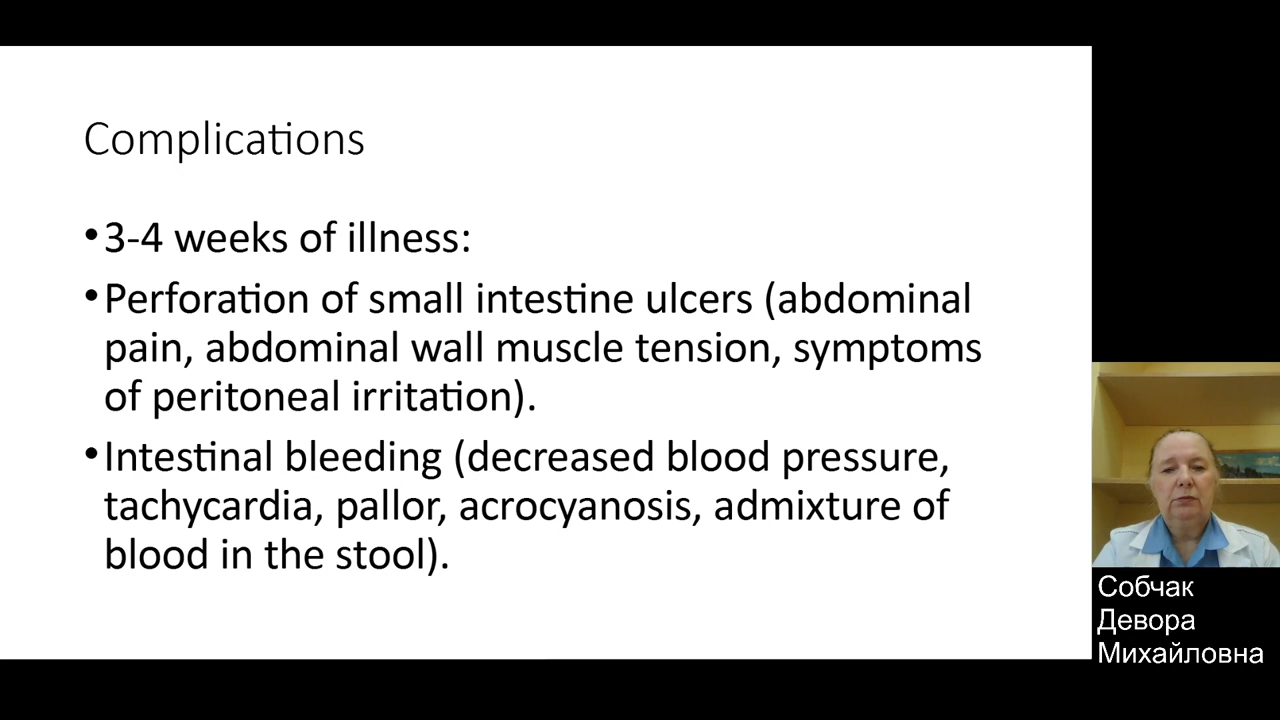 Complications
•3-4 weeks of illness:
•Perforation of small intestine ulcers (abdominal
pain, abdominal wall muscle tension, symptoms
of peritoneal irritation).
•Intestinal bleeding (decreased blood pressure,
tachycardia, pallor, acrocyanosis, admixture of
blood in the stool).
Собчак
Девора
Михайловна